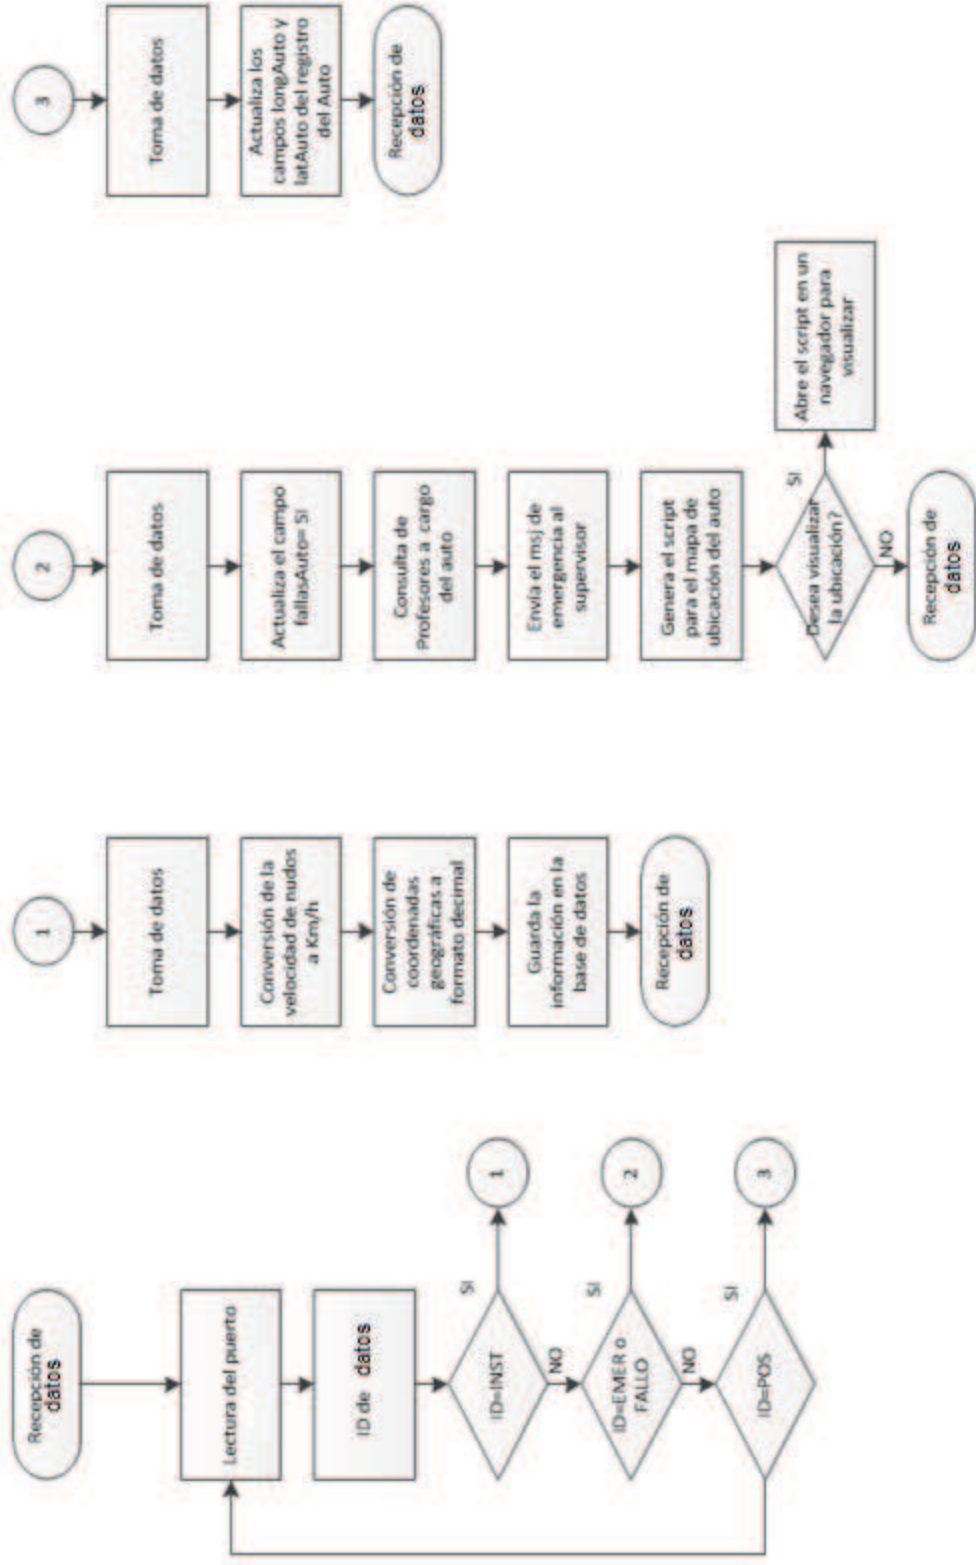 Recepción de
datos
Lectura del puerto
ID de datos
ID=INST
SI
1
NO
ID=EMER o
FALLO
SI
2
NO
ID=POS
SI
3
1
Toma de datos
Conversión de la
velocidad de nudos
a Km/h
Conversión de
coordenadas
geográficas a
formato decimal
Guarda la
información en la
base de datos
Recepción de
datos
2
Toma de datos
Actualiza el campo
fallasAuto= SI
Consulta de
Profesores a cargo
del auto
Envía el msj de
emergencia al
supervisor
Genera el script
para el mapa de
ubicación del auto
Desea visualizar
la ubicación?
SI
Abre el script en un
navegador para
visualizar
NO
Recepción de
datos
3
Toma de datos
Actualiza los
campos longAuto y
latAuto del registro
del Auto
Recepción de
datos